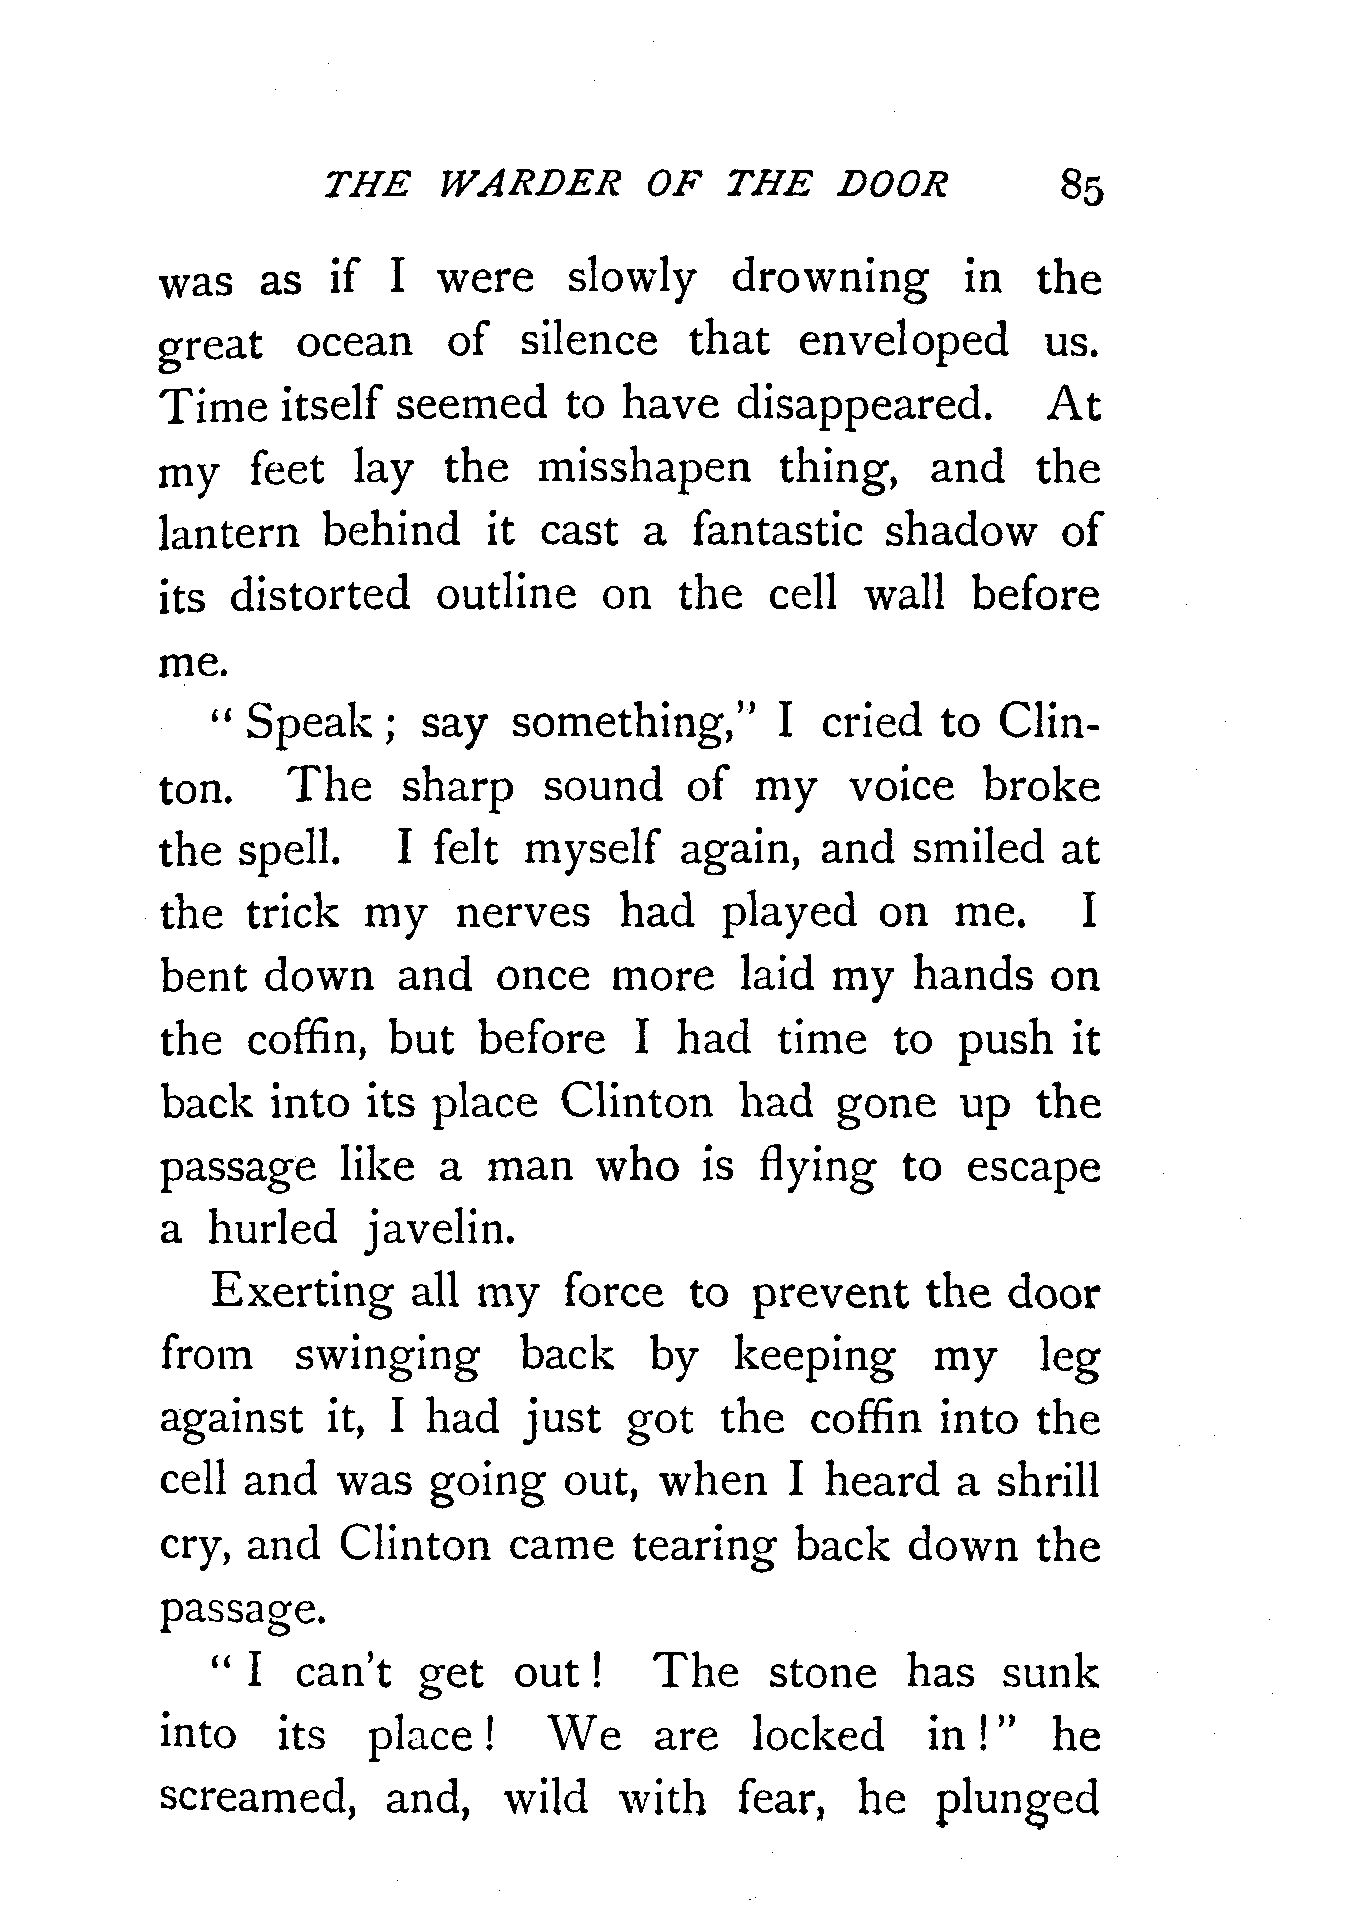 THE WARDER OF THE DOOR 85
was as if I were slowly drowning in the
great ocean of silence that enveloped us.
Time itself seemed to have disappeared. At
my feet lay the misshapen thing, and the
lantern behind it cast a fantastic shadow of
its distorted outline on the cell wall before
me.
“Speak; say something,” I cried to Clin-
ton. The sharp sound of my voice broke
the spell. I felt myself again, and smiled at
the trick my nerves had played on me. I
bent down and once more laid my hands on
the coffin, but before I had time to push it
back into its place Clinton had gone up the
passage like a man who is flying to escape
a hurled javelin.
Exerting all my force to prevent the door
from swinging back by keeping my leg
against it, I had just got the coffin into the
cell and was going out, when I heard a shrill
cry, and Clinton came tearing back down the
passage.
“I can't get out! The stone has sunk
into its place! We are locked in!” he
screamed, and, wild with fear, he plunged